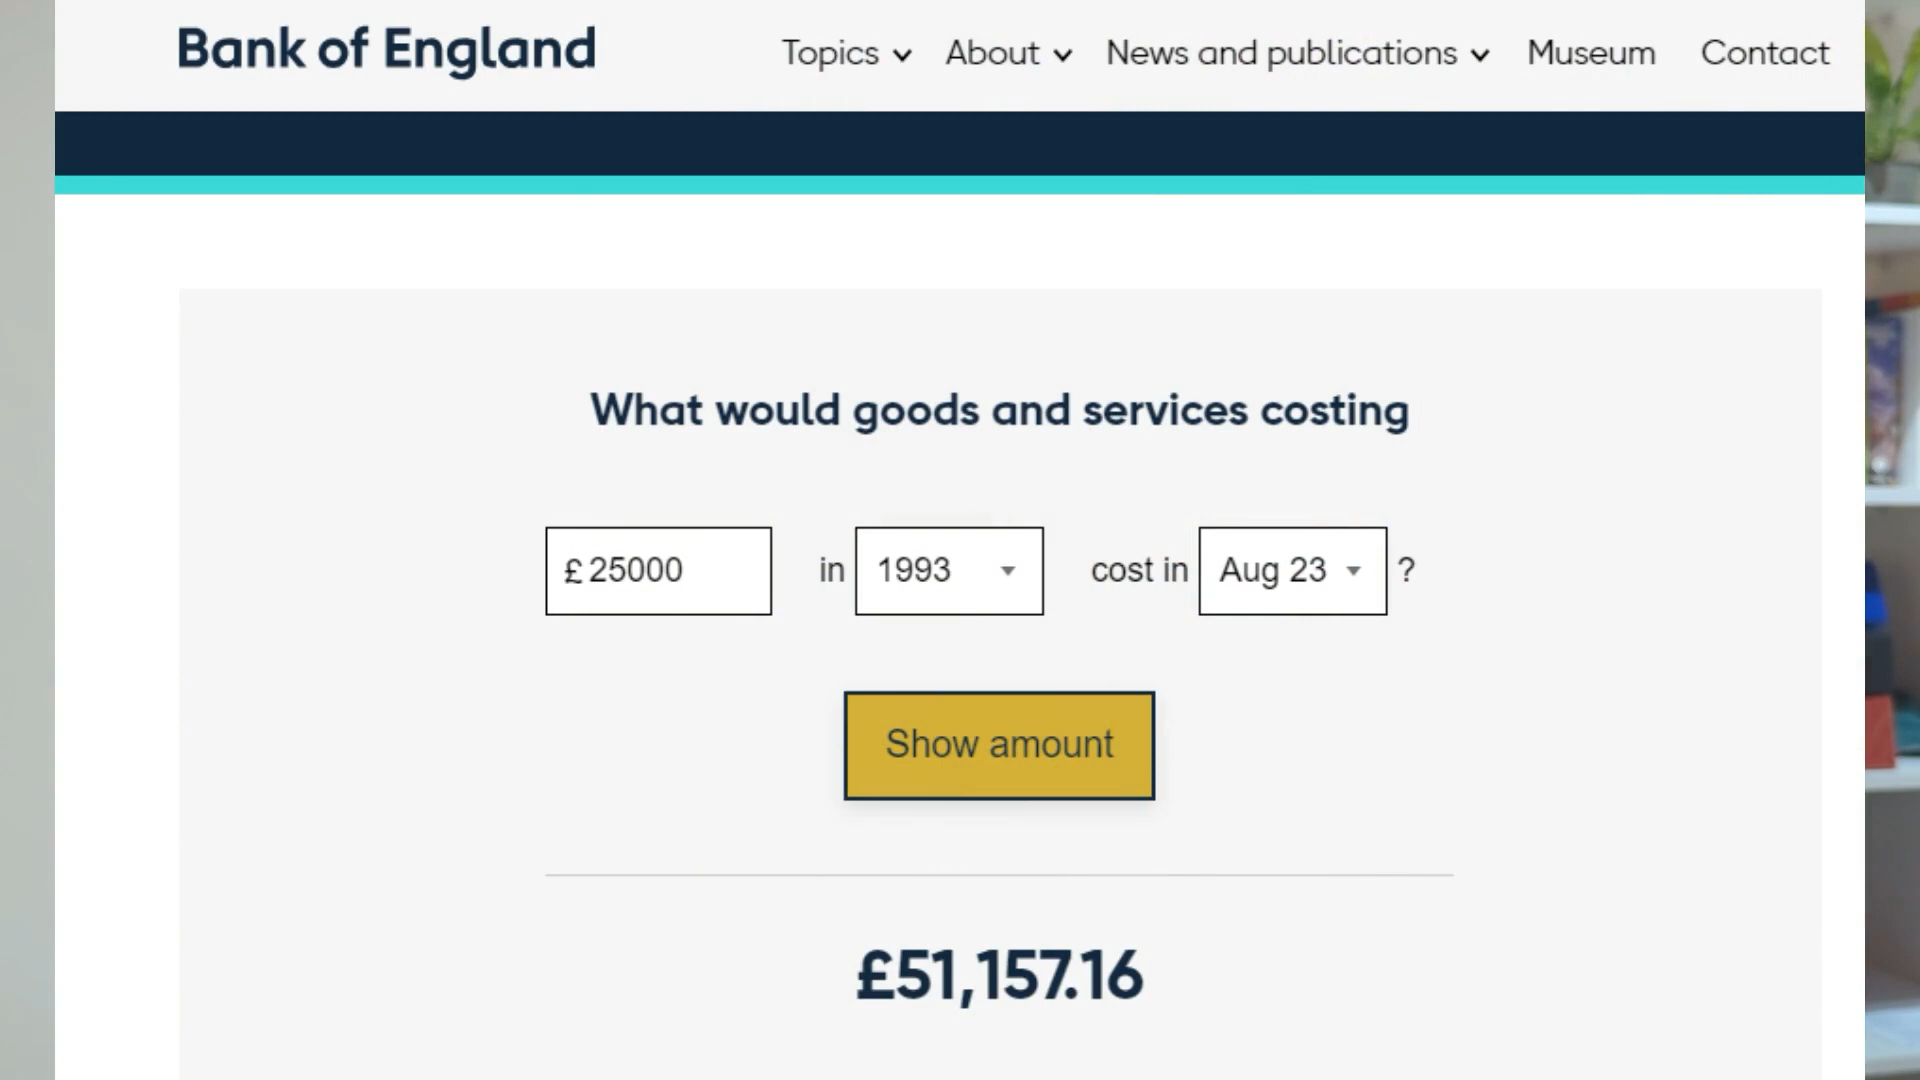 Bank of England
Topics About News and publications Museum Contact
What would goods and services costing
£ 25000 in 1993 cost in Aug 23 ?
Show amount
£51,157.16